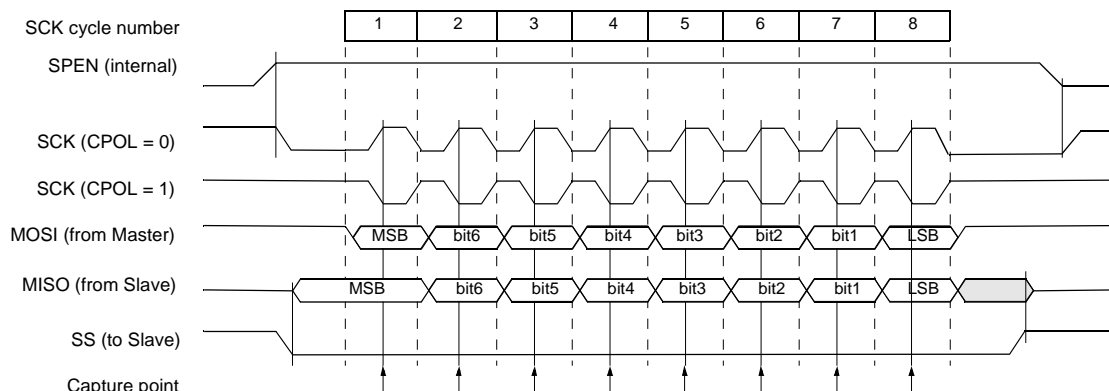 SCK cycle number 1 2 3 4 5 6 7 8
SPEN (internal)
SCK (CPOL = 0)
SCK (CPOL = 1)
MOSI (from Master) MSB bit6 bit5 bit4 bit3 bit2 bit1 LSB
MISO (from Slave) MSB bit6 bit5 bit4 bit3 bit2 bit1 LSB
SS (to Slave)
Capture point